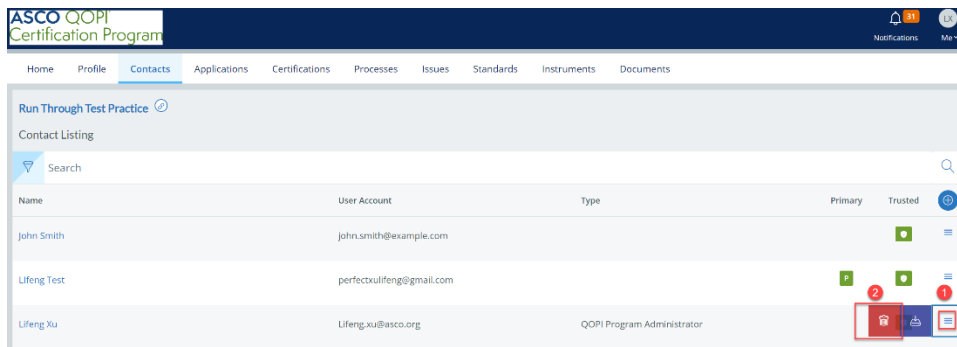 ASCO QOPI
Certification Program
31
LX
Notifications
Me
Home Profile Contacts Applications Certifications Processes Issues Standards Instruments Documents
Run Through Test Practice
Contact Listing
Search
Name User Account Type Primary Trusted
John Smith john.smith@example.com
Lifeng Test perfectxulifeng@gmail.com P
2 1
Lifeng Xu Lifeng.xu@asco.org QOPI Program Administrator